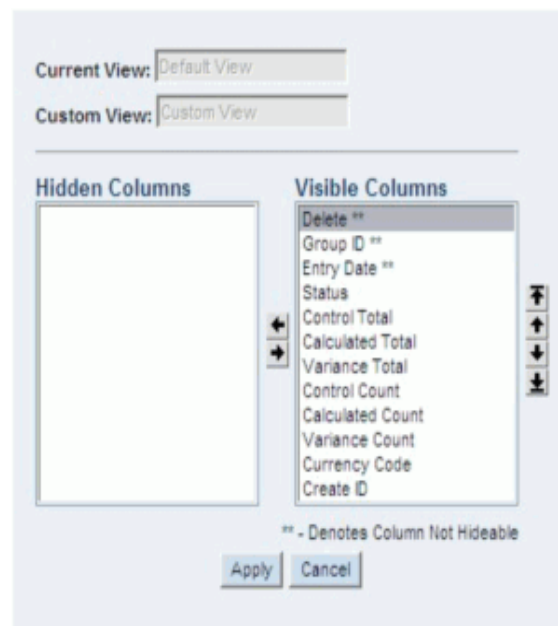 Current View: Default View
Custom View: Custom View
Hidden Columns
Visible Columns
Delete **
Group ID **
Entry Date **
Status
Control Total
Calculated Total
Variance Total
Control Count
Calculated Count
Variance Count
Currency Code
Create ID
** - Denotes Column Not Hideable
Apply Cancel